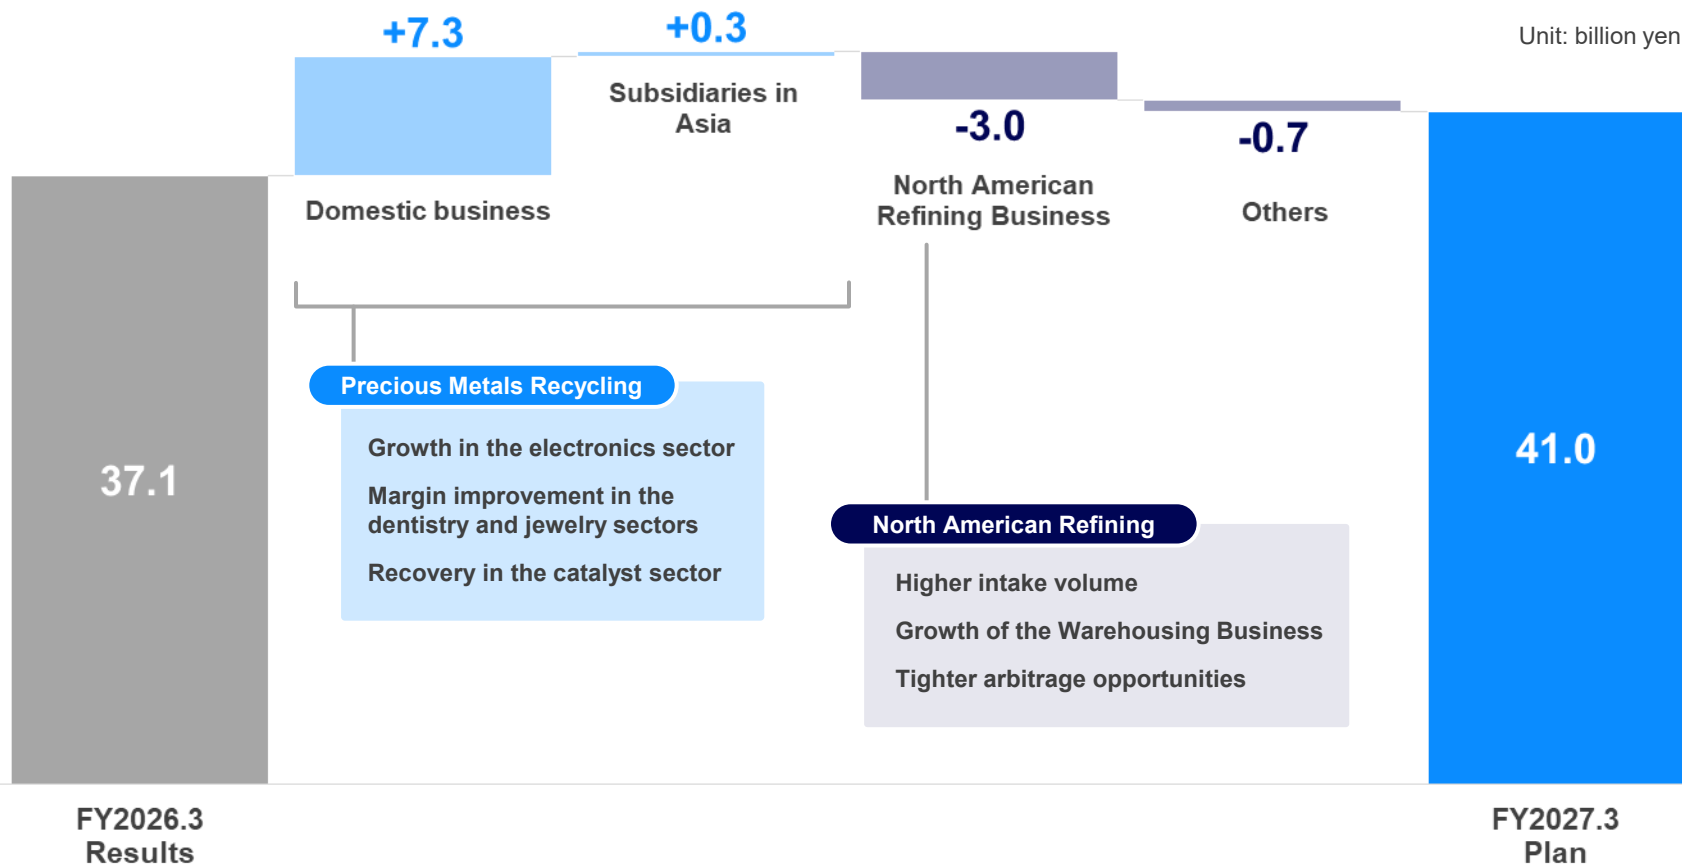 Unit: billion yen
+7.3
+0.3
Subsidiaries in
Asia
-3.0
-0.7
Domestic business
North American
Refining Business
Others
37.1
41.0
Precious Metals Recycling
Growth in the electronics sector
Margin improvement in the
dentistry and jewelry sectors
Recovery in the catalyst sector
North American Refining
Higher intake volume
Growth of the Warehousing Business
Tighter arbitrage opportunities
FY2026.3
Results
FY2027.3
Plan